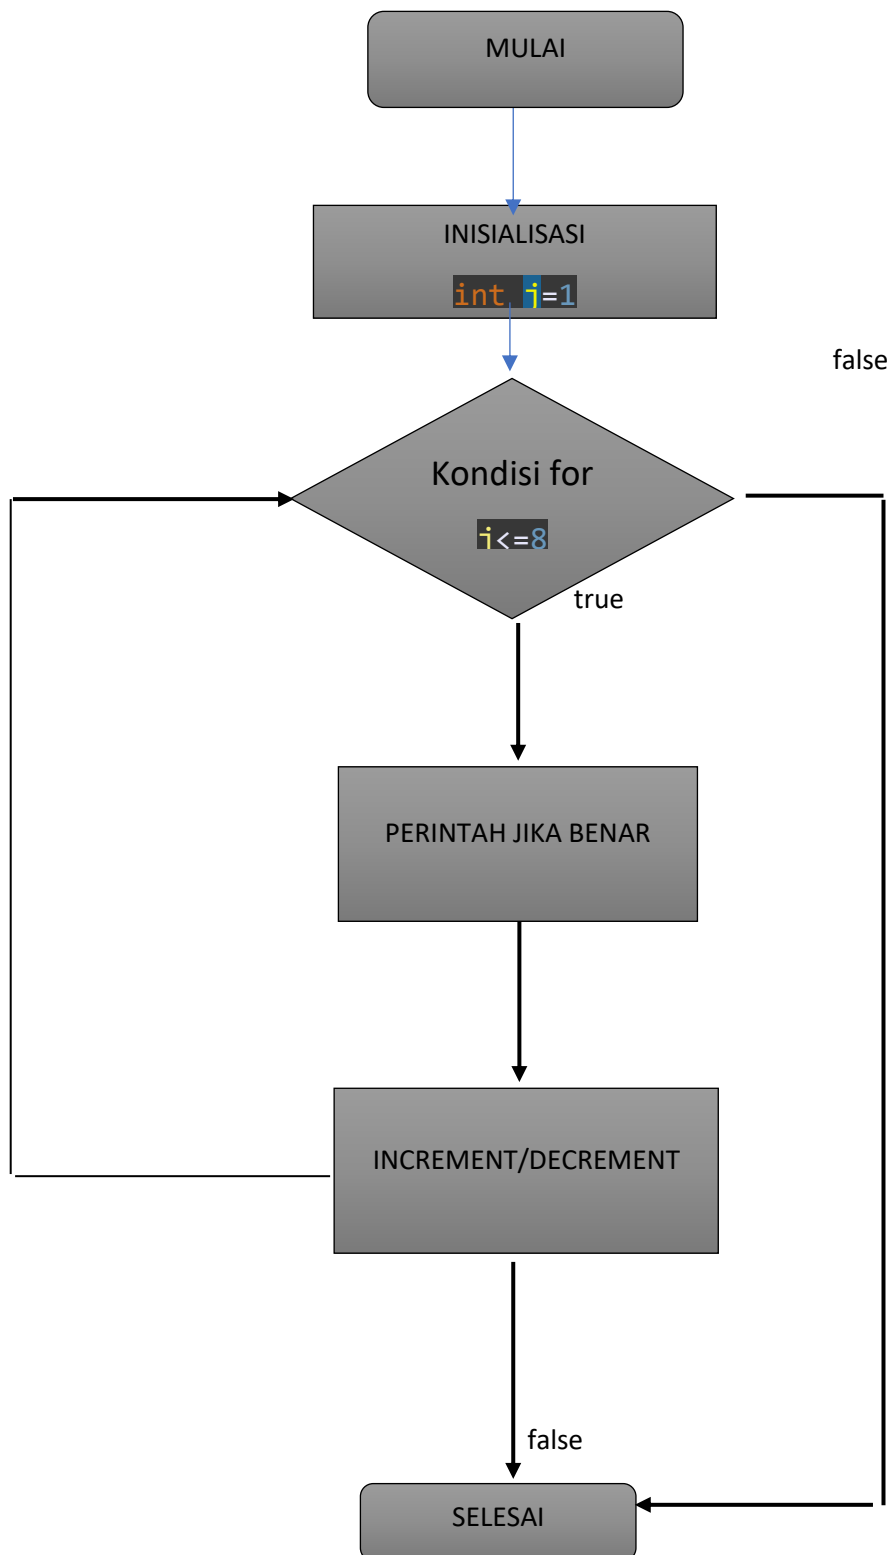 MULAI
INISIALISASI
int j=1
false
Kondisi for
j<=8
true
PERINTAH JIKA BENAR
INCREMENT/DECREMENT
false
SELESAI